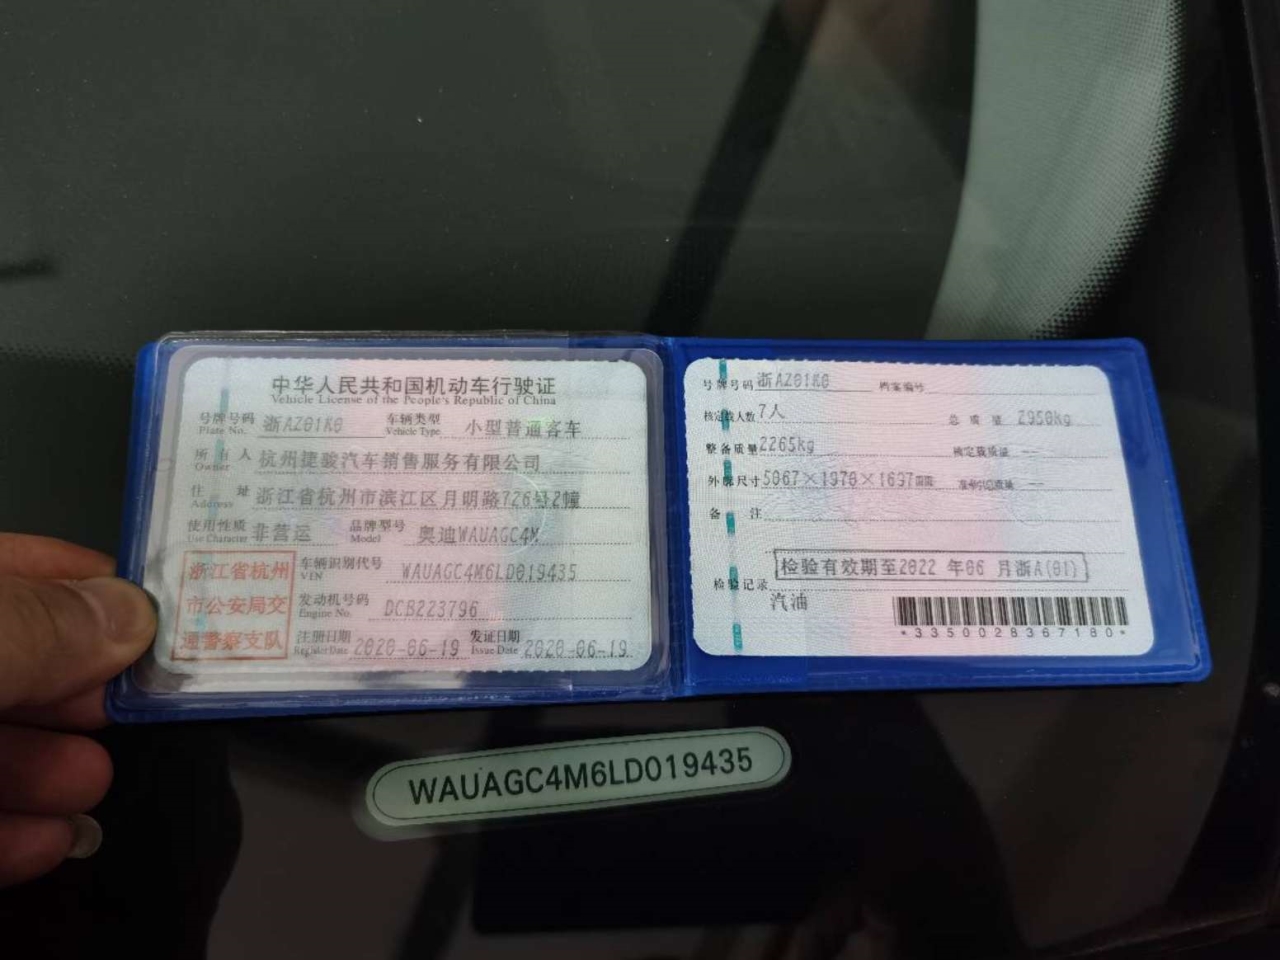 中华人民共和国机动车行驶证
Vehicle License of the People's Republic of China
号牌号码 浙AZ01K0 车辆类型 小型普通客车
Plate No. Vehicle Type
所有人 杭州捷骏汽车销售服务有限公司
Owner
住址 浙江省杭州市滨江区月明路726号2幢
Address
使用性质 非营运 品牌型号 奥迪WAUAGC4M
Use Character Model
浙江省杭州
市公安局交
通警察支队
车辆识别代号 WAUAGC4M6LD019435
VIN
发动机号码 DCB223796
Engine No.
注册日期 2020-06-19 发证日期 2020-06-19
Register Date Issue Date
号牌号码 浙AZ01K0 档案编号
核定载人数 7人 总质量 2950kg
整备质量 2265kg 核定载质量 --
外廓尺寸 5067×1970×1697mm 准牵引总质量 --
备注
检验有效期至2022 年06 月浙A(01)
检验记录
汽油
*3350028367180*
WAUAGC4M6LD019435